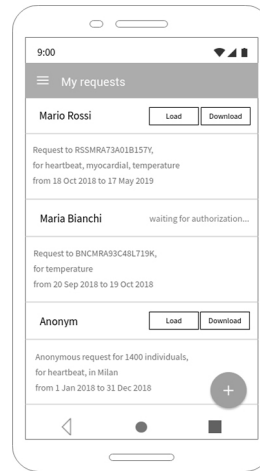 9:00
My requests
Mario Rossi Load Download
Request to RSSMRA73A01B157Y,
for heartbeat, myocardial, temperature
from 18 Oct 2018 to 17 May 2019
Maria Bianchi waiting for authorization...
Request to BNCMRA93C48L719K,
for temperature
from 20 Sep 2018 to 19 Oct 2018
Anonym Load Download
Anonymous request for 1400 individuals,
for heartbeat, in Milan
from 1 Jan 2018 to 31 Dec 2018
+